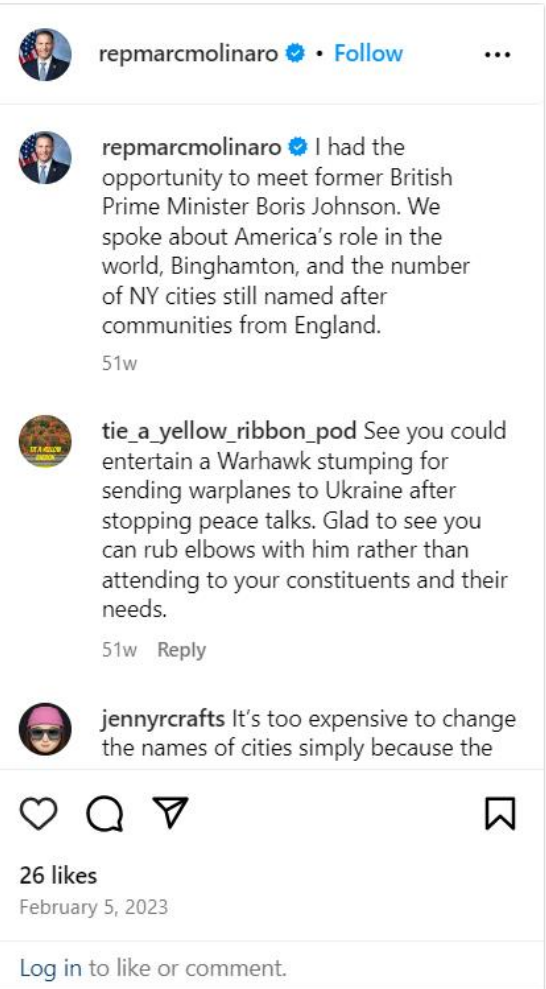 repmarcmolinaro • Follow
repmarcmolinaro I had the
opportunity to meet former British
Prime Minister Boris Johnson. We
spoke about America's role in the
world, Binghamton, and the number
of NY cities still named after
communities from England.
51w
tie_a_yellow_ribbon_pod See you could
entertain a Warhawk stumping for
sending warplanes to Ukraine after
stopping peace talks. Glad to see you
can rub elbows with him rather than
attending to your constituents and their
needs.
51w Reply
jennyrcrafts It's too expensive to change
the names of cities simply because the
26 likes
February 5, 2023
Log in to like or comment.